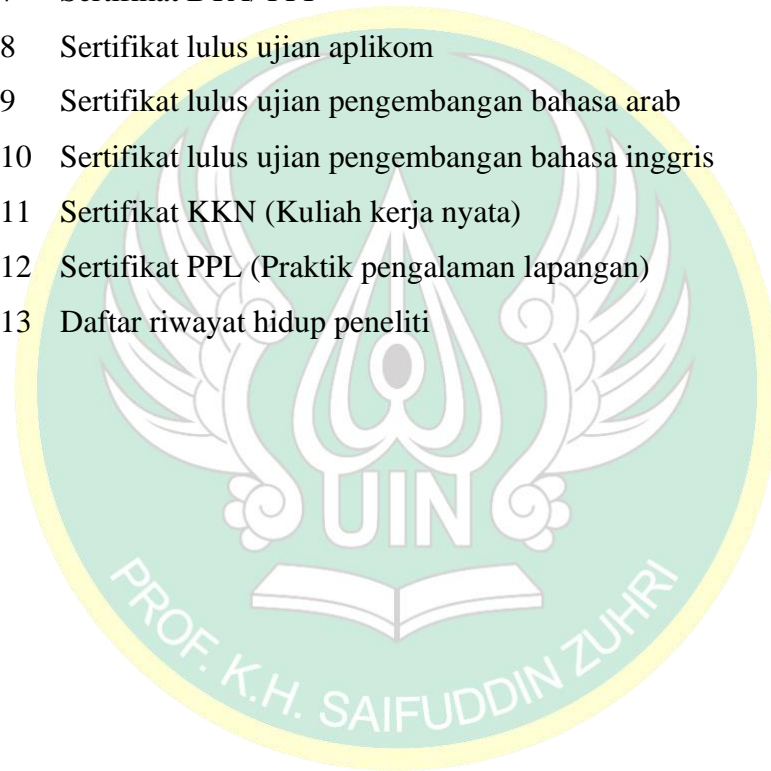 8 Sertifikat lulus ujian aplikom
9 Sertifikat lulus ujian pengembangan bahasa arab
10 Sertifikat lulus ujian pengembangan bahasa inggris
11 Sertifikat KKN (Kuliah kerja nyata)
12 Sertifikat PPL (Praktik pengalaman lapangan)
13 Daftar riwayat hidup peneliti
UIN
PROF. K.H. SAIFUDDIN ZUHRI